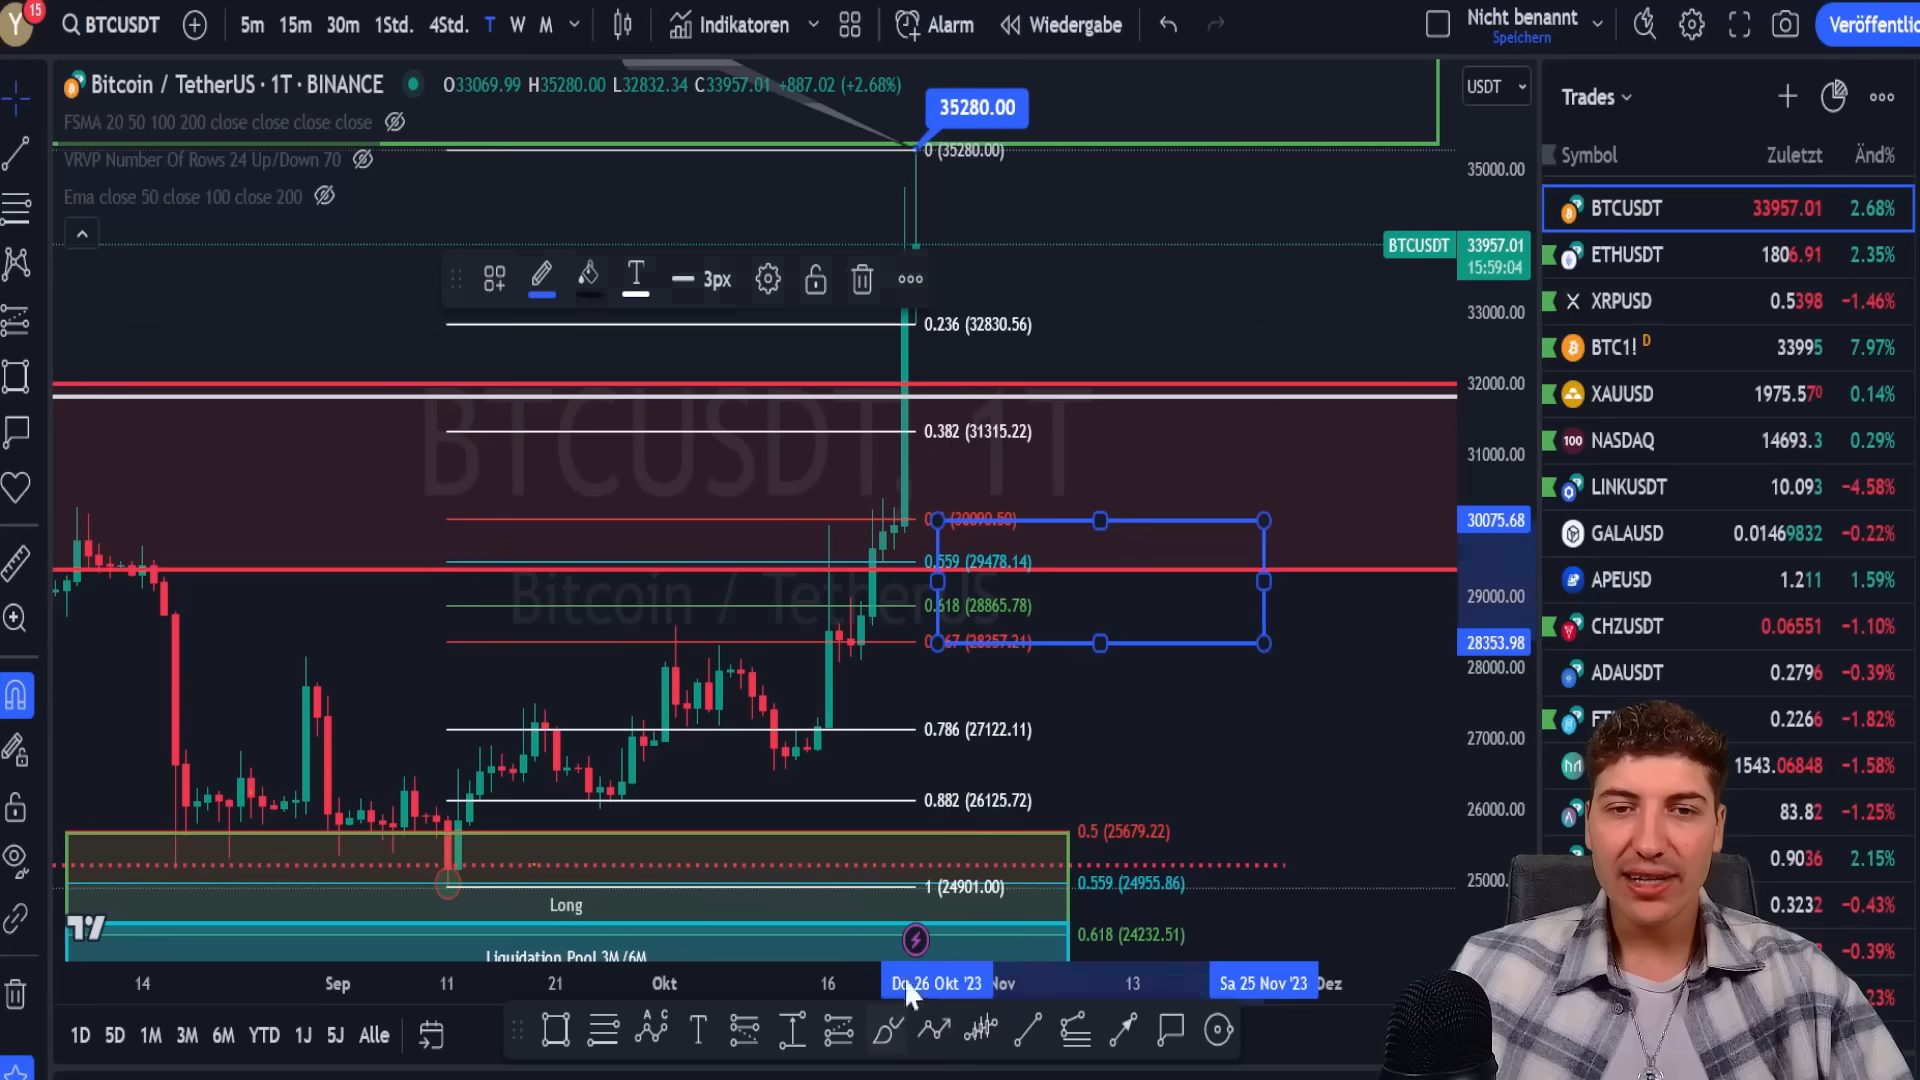 Y 15 BTCUSDT 5m 15m 30m 1Std. 4Std. T W M Indikatoren Alarm Wiedergabe Nicht benannt Speichern Veröffentlic
Bitcoin / TetherUS · 1T · BINANCE O33069.99 H35280.00 L32832.34 C33957.01 +887.02 (+2.68%)
FSMA 20 50 100 200 close close close close
VRVP Number Of Rows 24 Up/Down 70
Ema close 50 close 100 close 200
35280.00
0 (35280.00)
3px
0.236 (32830.56)
0.382 (31315.22)
(30090.50)
0.559 (29478.14)
0.618 (28865.78)
(28357.21)
0.786 (27122.11)
0.882 (26125.72)
1 (24901.00)
BTCUSDT, 1T
Bitcoin / TetherUS
0.5 (25679.22)
0.559 (24955.86)
0.618 (24232.51)
Long
Liquidation Pool 3M/6M
USDT
35000.00
BTCUSDT 33957.01
15:59:04
33000.00
32000.00
31000.00
30075.68
29000.00
28353.98
28000.00
27000.00
26000.00
25000.
14 Sep 11 21 Okt 16 Do 26 Okt '23 Nov 13 Sa 25 Nov '23 Dez
1D 5D 1M 3M 6M YTD 1J 5J Alle
Trades
Symbol Zuletzt Änd%
BTCUSDT 33957.01 2.68%
ETHUSDT 1806.91 2.35%
XRPUSD 0.5398 −1.46%
BTC1! D 33995 7.97%
XAUUSD 1975.570 0.14%
100 NASDAQ 14693.3 0.29%
LINKUSDT 10.093 −4.58%
GALAUSD 0.01469832 −0.22%
APEUSD 1.211 1.59%
CHZUSDT 0.06551 −1.10%
ADAUSDT 0.2796 −0.39%
0.2266 −1.82%
1543.06848 −1.58%
83.82 −1.25%
0.9036 2.15%
0.3232 −0.43%
−0.39%
23%